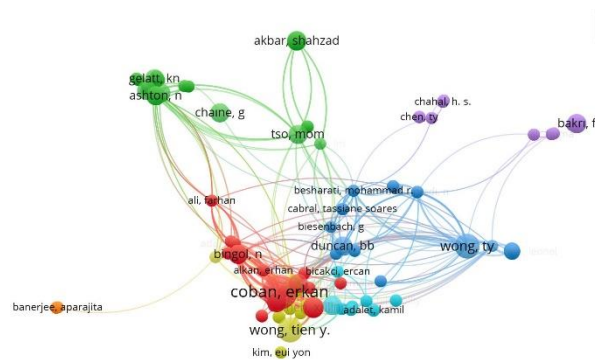 akbar, shahzad
gelatt, kn
ashton, n
chaine, g
chahal, h. s.
chen, ty
bakri, f
tso, mom
besharati, mohammad r.
ali, farhan
cabral, tassiane soares
biesenbach, g
duncan, bb
wong, ty
bingol, n
alkan, erhan
bicakci, ercan
coban, erkan
banerjee, aparajita
adalet, kamil
wong, tien y.
kim, eui yon